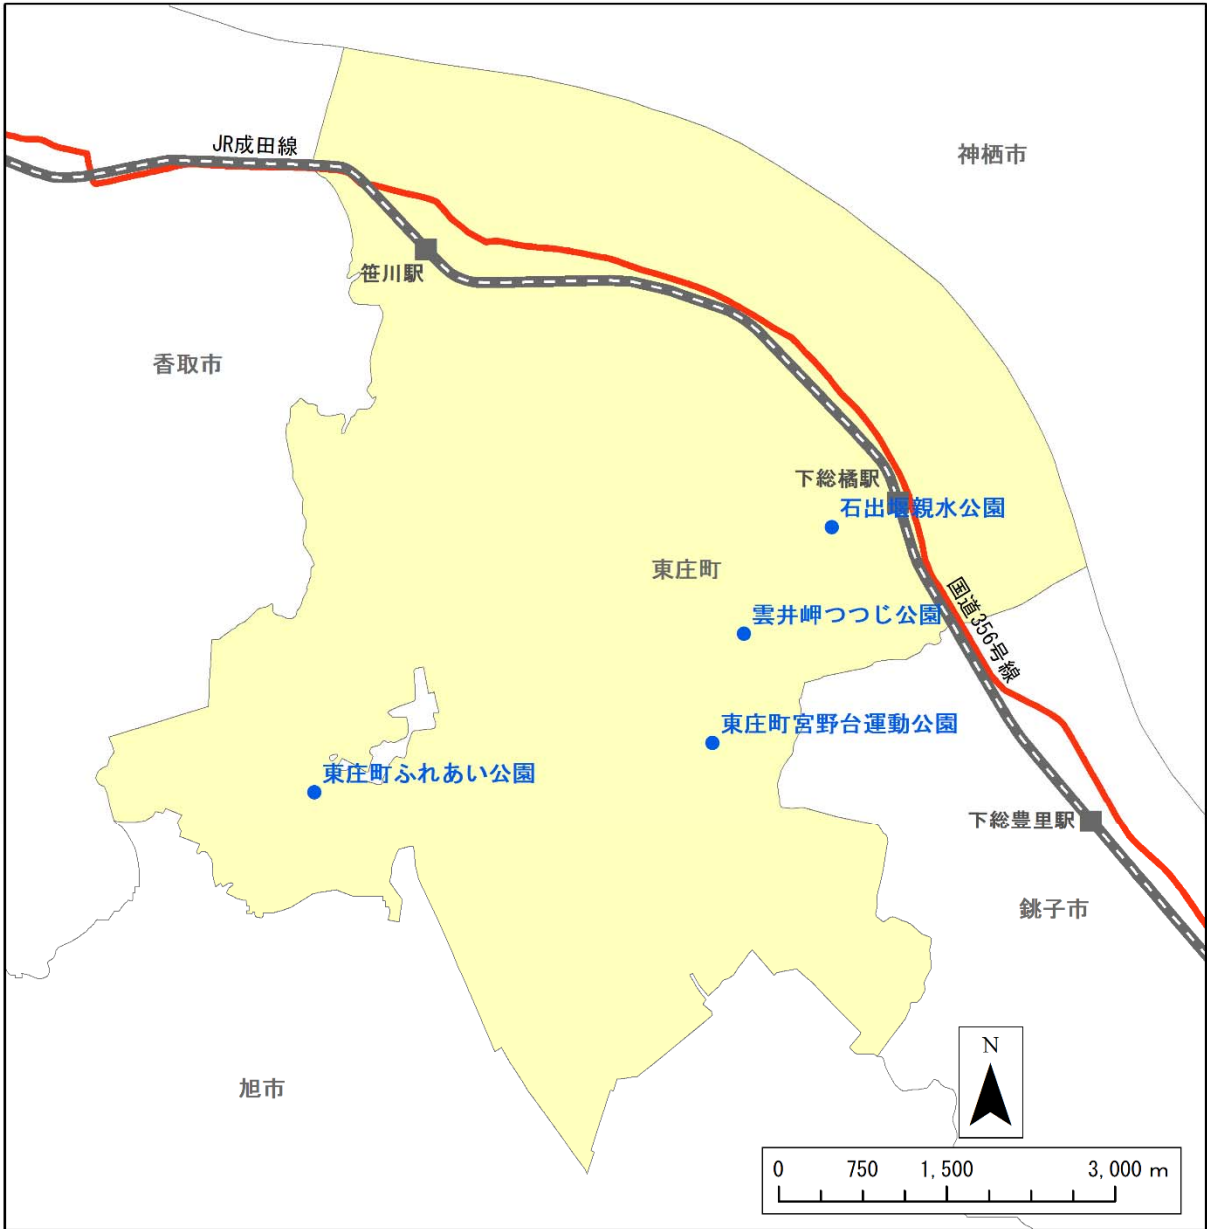 JR成田線
神栖市
笹川駅
香取市
下総橘駅
石出堰親水公園
東庄町
国道356号線
雲井岬つつじ公園
東庄町宮野台運動公園
東庄町ふれあい公園
下総豊里駅
銚子市
旭市
N
0 750 1,500 3,000 m